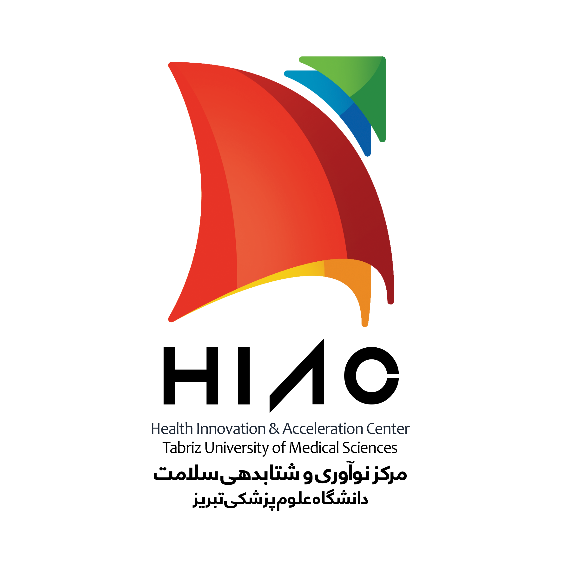 HIAC
Health Innovation & Acceleration Center
Tabriz University of Medical Sciences
مرکز نوآوری و شتابدهی سلامت
دانشگاه علوم پزشکی تبریز